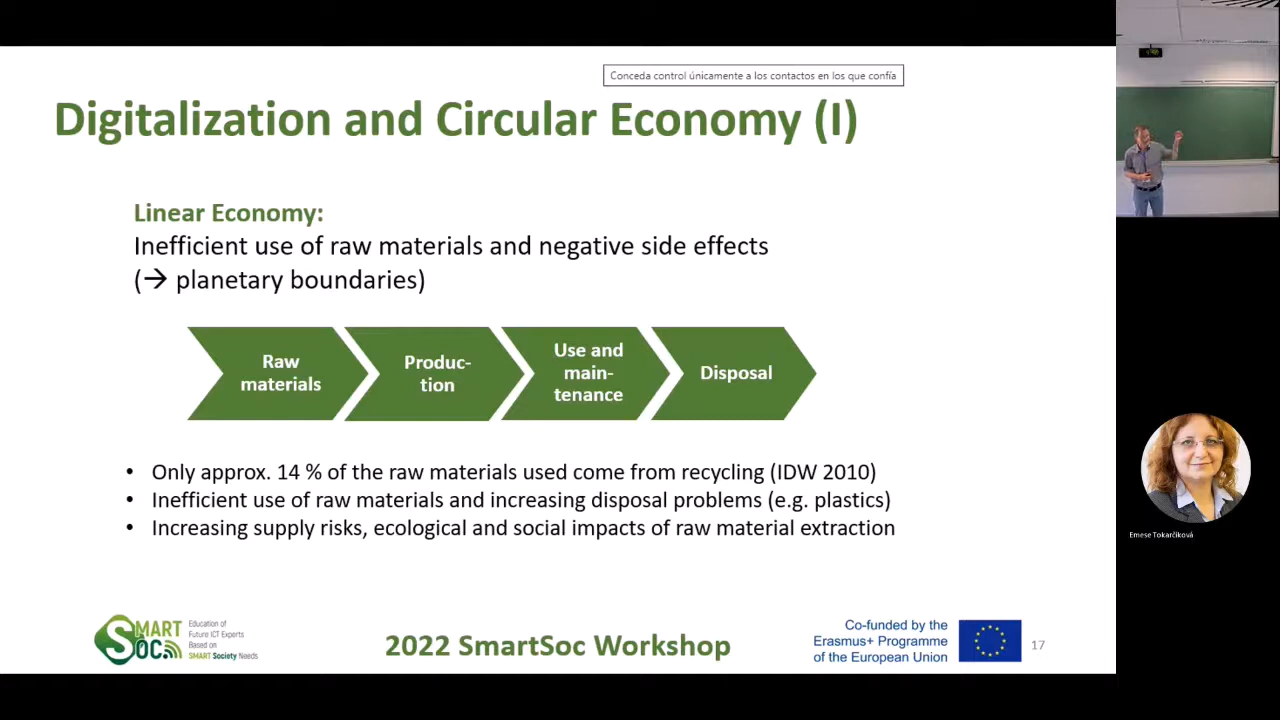 Conceda control únicamente a los contactos en los que confía
Digitalization and Circular Economy (I)
Linear Economy:
Inefficient use of raw materials and negative side effects
(→ planetary boundaries)
Raw
materials
Produc-
tion
Use and
main-
tenance
Disposal
• Only approx. 14 % of the raw materials used come from recycling (IDW 2010)
• Inefficient use of raw materials and increasing disposal problems (e.g. plastics)
• Increasing supply risks, ecological and social impacts of raw material extraction
SMART
SOC
Education of
Future ICT Experts
Based on
SMART Society Needs
2022 SmartSoc Workshop
Co-funded by the
Erasmus+ Programme
of the European Union
17
Emese Tokarčíková